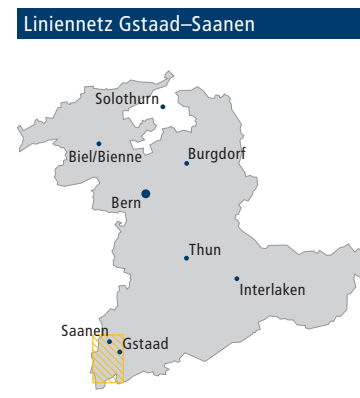 Liniennetz Gstaad–Saanen
Solothurn
Biel/Bienne
Burgdorf
Bern
Thun
Interlaken
Saanen
Gstaad